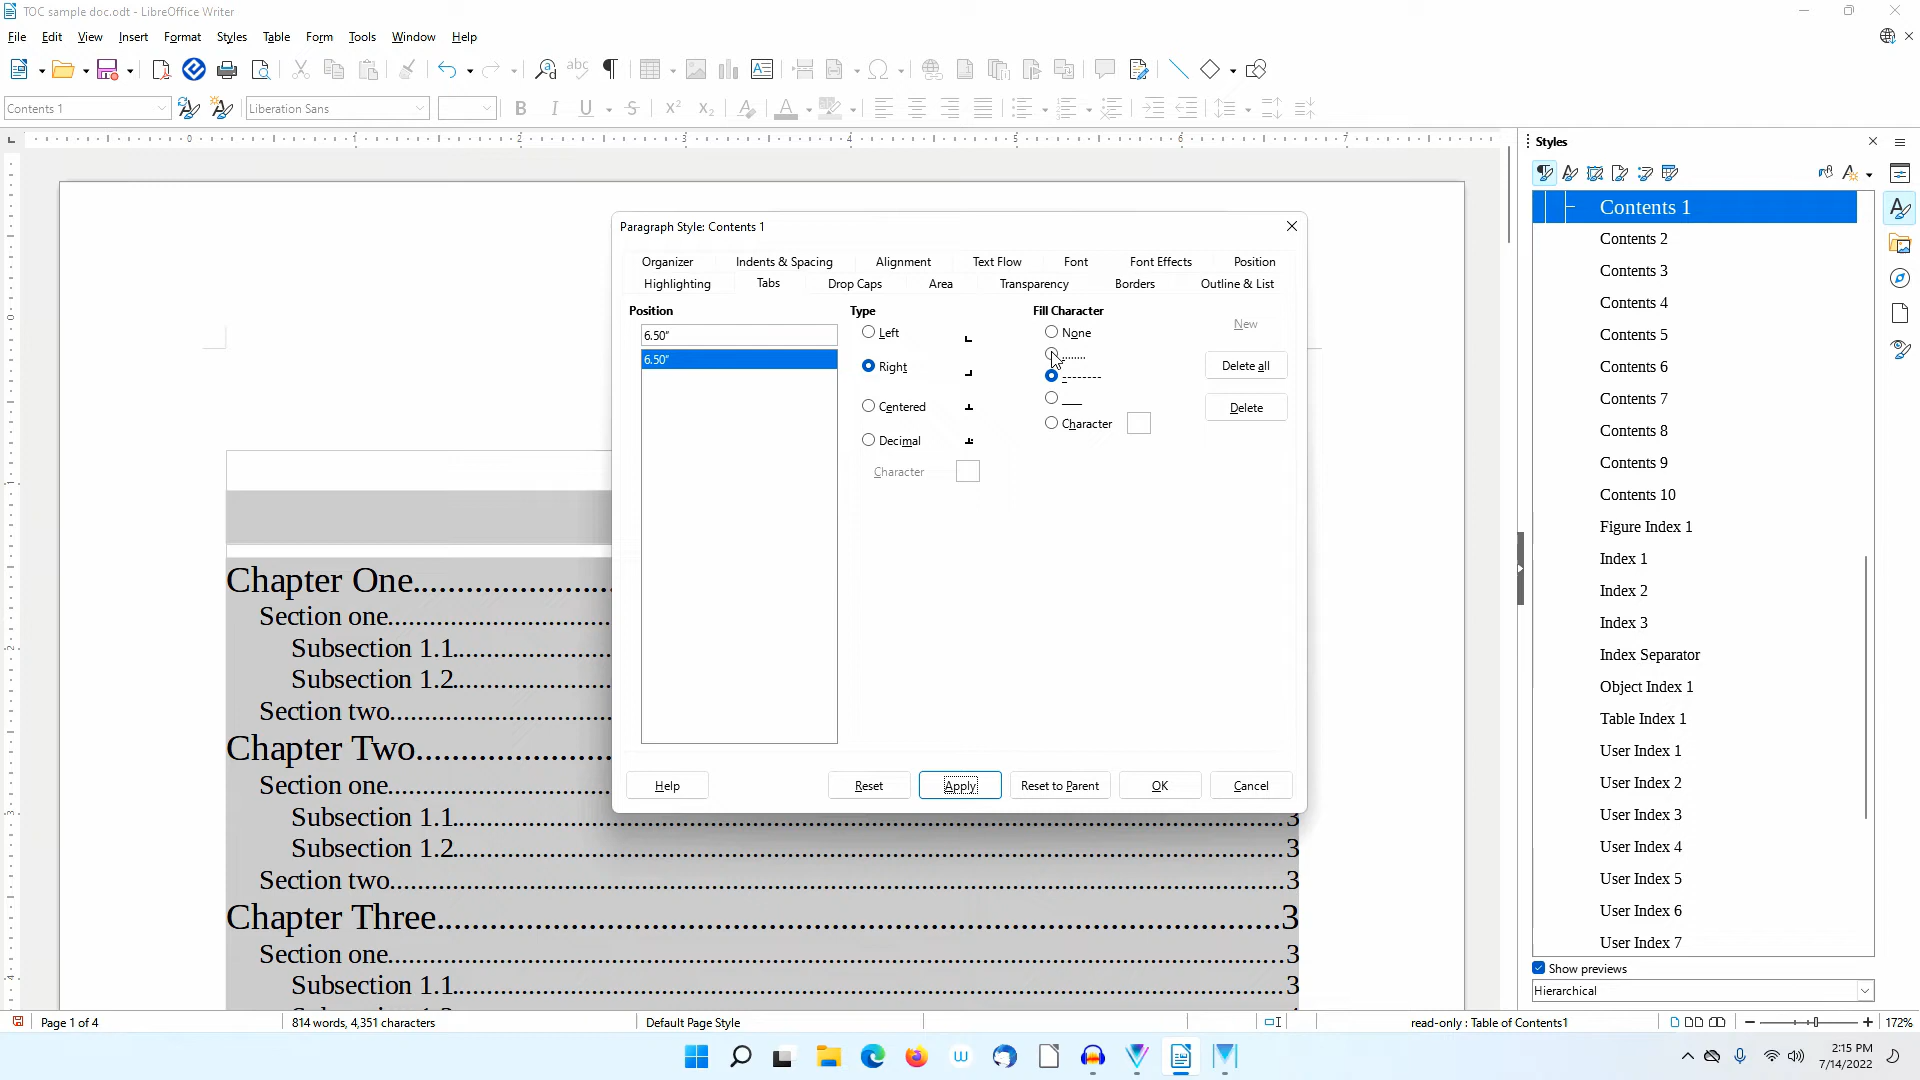 TOC sample doc.odt - LibreOffice Writer
File Edit View Insert Format Styles Table Form Tools Window Help
Contents 1
Liberation Sans
Styles
Contents 1
Contents 2
Contents 3
Contents 4
Contents 5
Contents 6
Contents 7
Contents 8
Contents 9
Contents 10
Figure Index 1
Index 1
Index 2
Index 3
Index Separator
Object Index 1
Table Index 1
User Index 1
User Index 2
User Index 3
User Index 4
User Index 5
User Index 6
User Index 7
Show previews
Hierarchical
Paragraph Style: Contents 1
Organizer Indents & Spacing Alignment Text Flow Font Font Effects Position
Highlighting Tabs Drop Caps Area Transparency Borders Outline & List
Position
6.50"
6.50"
Type
Left
Right
Centered
Decimal
Character
Fill Character
None
........
--------
___
Character
New
Delete all
Delete
Help Reset Apply Reset to Parent OK Cancel
Chapter One
Section one
Subsection 1.1
Subsection 1.2
Section two
Chapter Two
Section one
Subsection 1.1 3
Subsection 1.2 3
Section two 3
Chapter Three 3
Section one 3
Subsection 1.1 3
Page 1 of 4
814 words, 4,351 characters
Default Page Style
read-only : Table of Contents1
172%
2:15 PM
7/14/2022